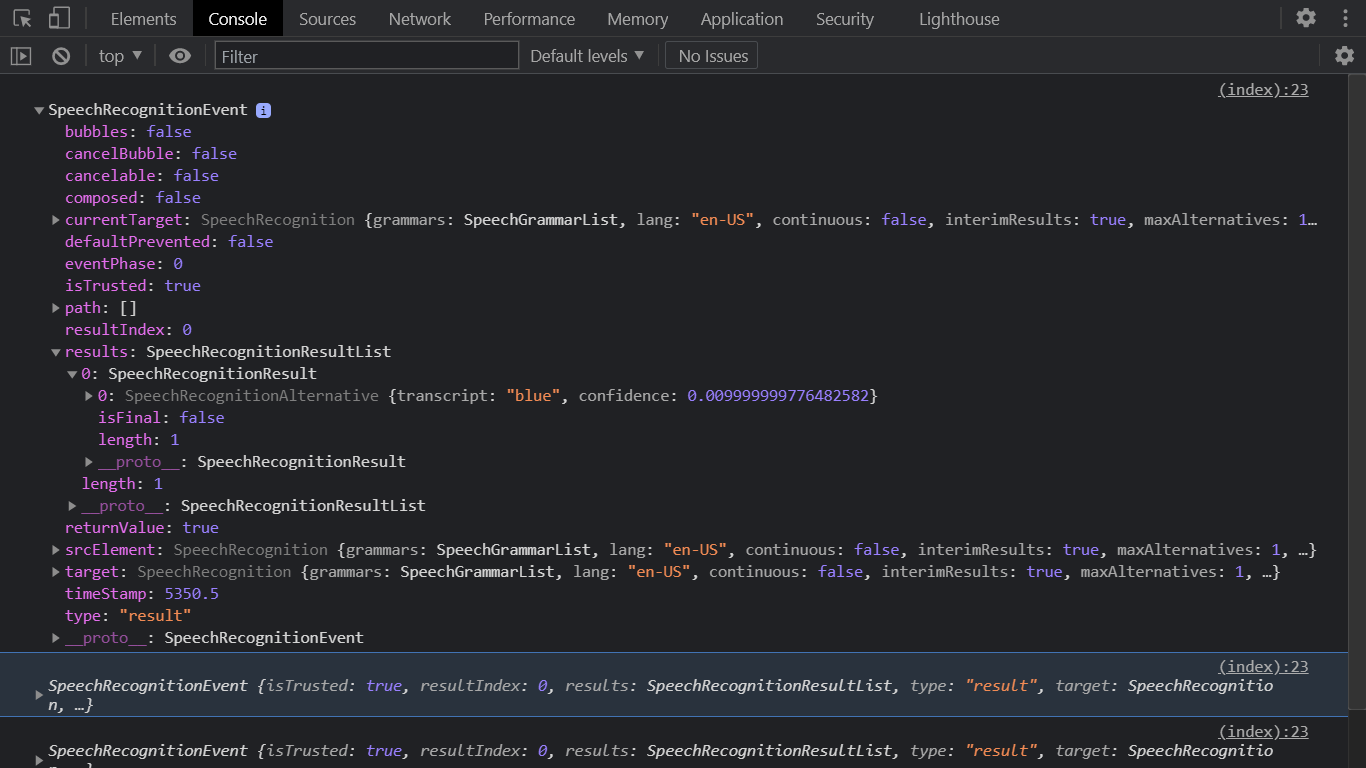 Elements Console Sources Network Performance Memory Application Security Lighthouse
top Filter Default levels No Issues
(index):23
SpeechRecognitionEvent i
bubbles: false
cancelBubble: false
cancelable: false
composed: false
currentTarget: SpeechRecognition {grammars: SpeechGrammarList, lang: "en-US", continuous: false, interimResults: true, maxAlternatives: 1…
defaultPrevented: false
eventPhase: 0
isTrusted: true
path: []
resultIndex: 0
results: SpeechRecognitionResultList
0: SpeechRecognitionResult
0: SpeechRecognitionAlternative {transcript: "blue", confidence: 0.009999999776482582}
isFinal: false
length: 1
__proto__: SpeechRecognitionResult
length: 1
__proto__: SpeechRecognitionResultList
returnValue: true
srcElement: SpeechRecognition {grammars: SpeechGrammarList, lang: "en-US", continuous: false, interimResults: true, maxAlternatives: 1, …}
target: SpeechRecognition {grammars: SpeechGrammarList, lang: "en-US", continuous: false, interimResults: true, maxAlternatives: 1, …}
timeStamp: 5350.5
type: "result"
__proto__: SpeechRecognitionEvent
(index):23
SpeechRecognitionEvent {isTrusted: true, resultIndex: 0, results: SpeechRecognitionResultList, type: "result", target: SpeechRecognitio
n, …}
(index):23
SpeechRecognitionEvent {isTrusted: true, resultIndex: 0, results: SpeechRecognitionResultList, type: "result", target: SpeechRecognitio